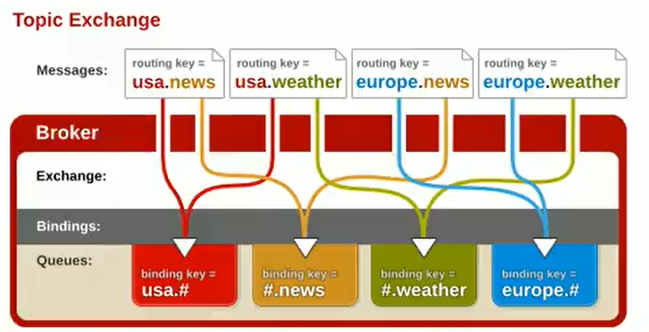 Topic Exchange
Messages:
routing key =
usa.news
routing key =
usa.weather
routing key =
europe.news
routing key =
europe.weather
Broker
Exchange:
Bindings:
Queues:
binding key =
usa.#
binding key =
#.news
binding key =
#.weather
binding key =
europe.#